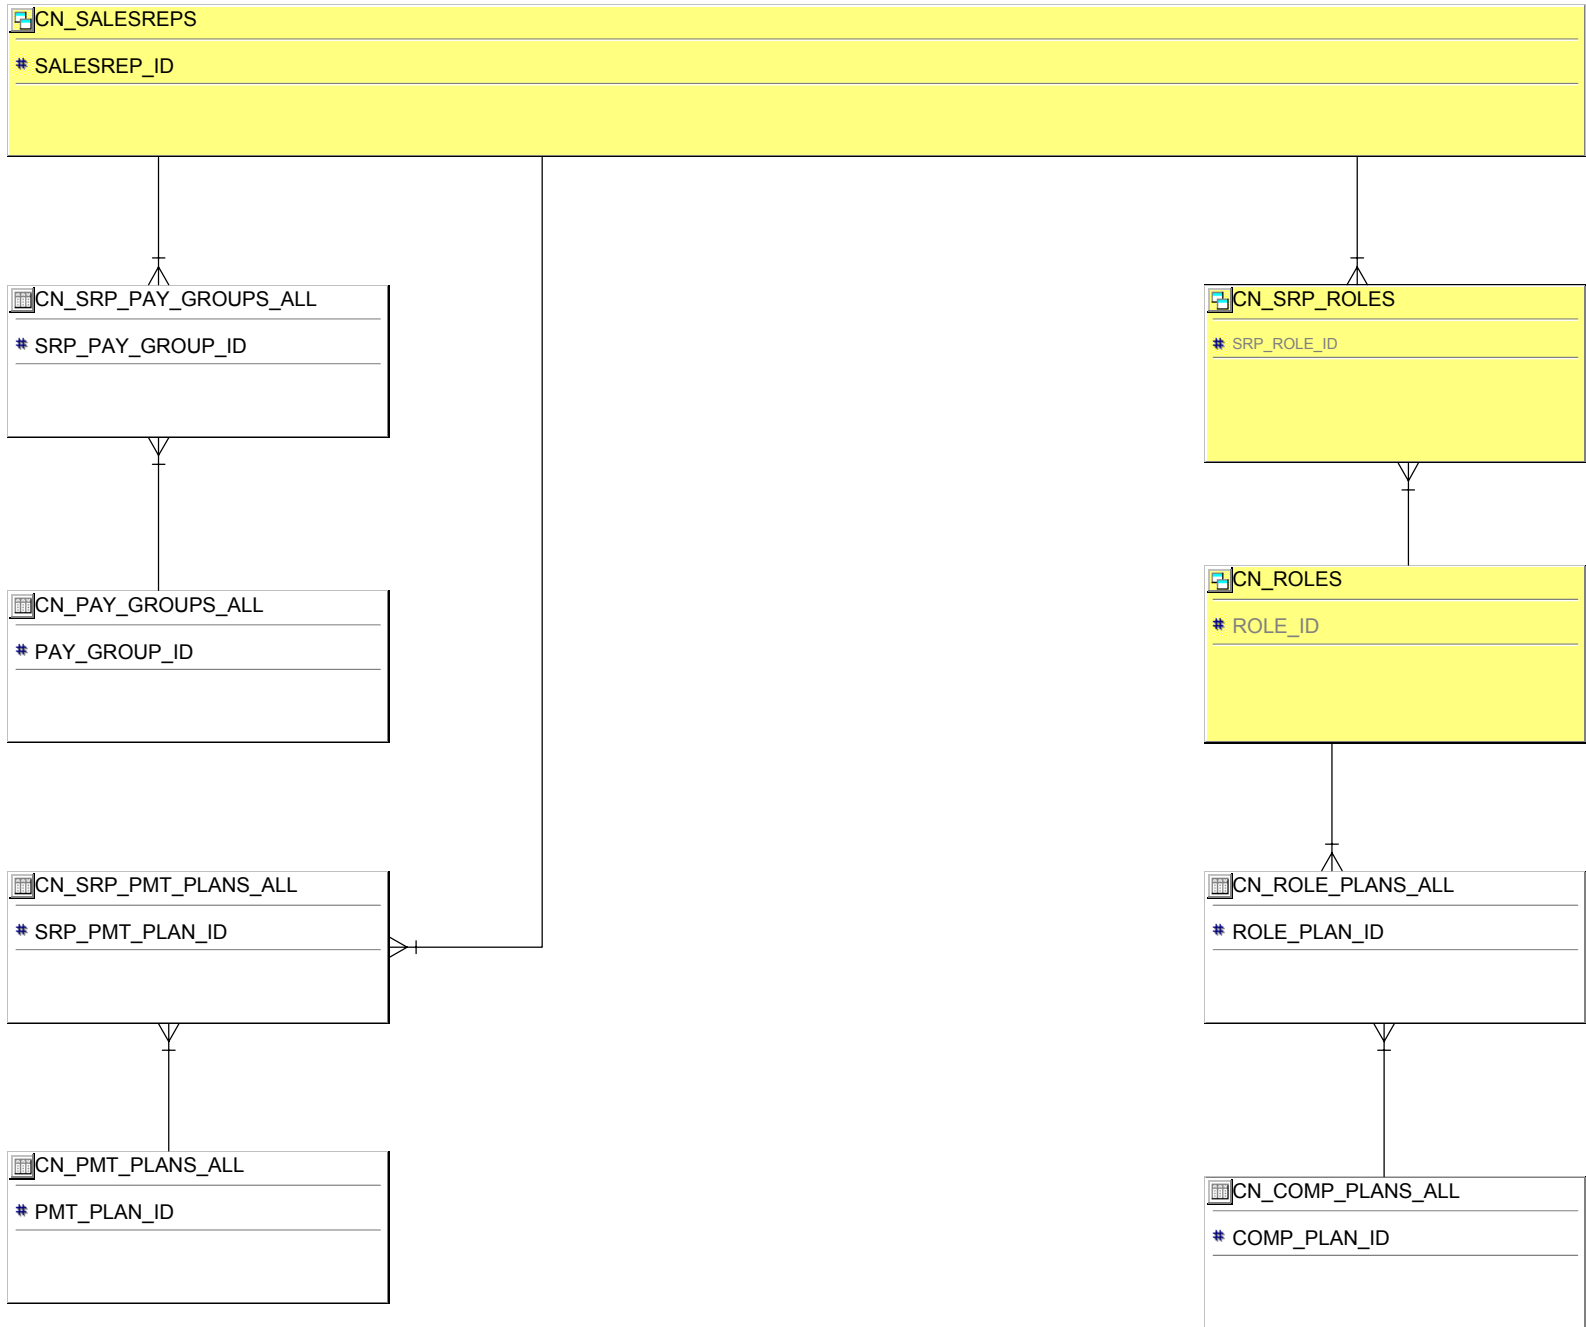 CN_SALESREPS
# SALESREP_ID
CN_SRP_PAY_GROUPS_ALL
# SRP_PAY_GROUP_ID
CN_SRP_ROLES
# SRP_ROLE_ID
CN_PAY_GROUPS_ALL
# PAY_GROUP_ID
CN_ROLES
# ROLE_ID
CN_SRP_PMT_PLANS_ALL
# SRP_PMT_PLAN_ID
CN_ROLE_PLANS_ALL
# ROLE_PLAN_ID
CN_PMT_PLANS_ALL
# PMT_PLAN_ID
CN_COMP_PLANS_ALL
# COMP_PLAN_ID